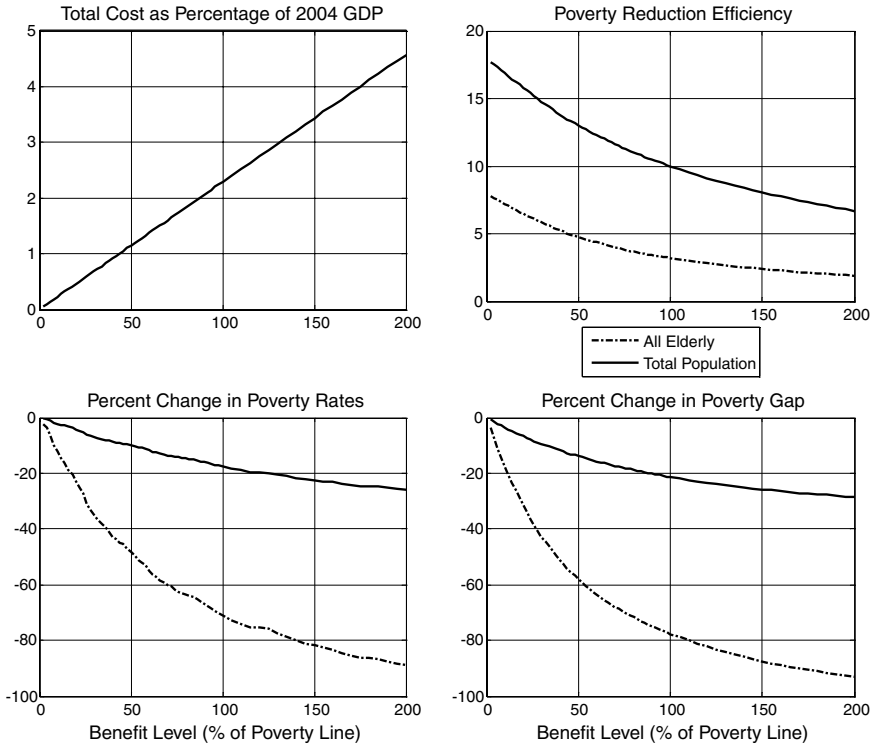 Total Cost as Percentage of 2004 GDP
5
4
3
2
1
0
0 50 100 150 200
Poverty Reduction Efficiency
20
15
10
5
0
0 50 100 150 200
All Elderly
Total Population
Percent Change in Poverty Rates
0
-20
-40
-60
-80
-100
0 50 100 150 200
Benefit Level (% of Poverty Line)
Percent Change in Poverty Gap
0
-20
-40
-60
-80
-100
0 50 100 150 200
Benefit Level (% of Poverty Line)